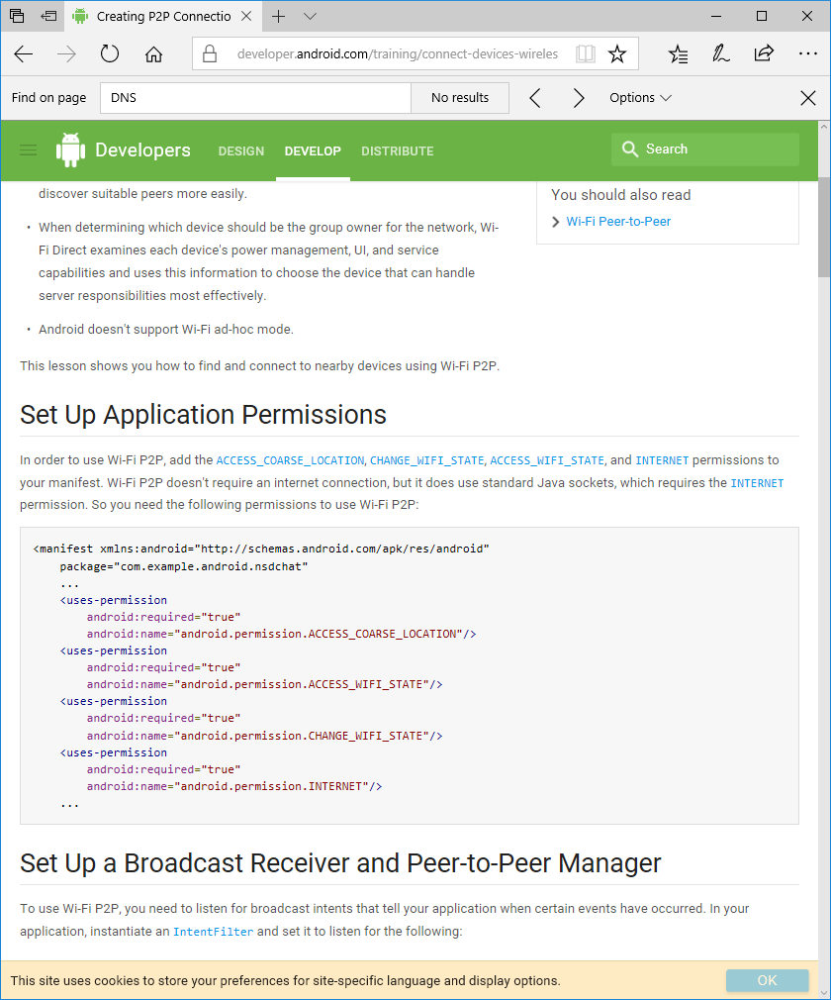 Creating P2P Connectio
developer.android.com/training/connect-devices-wireles
Find on page
DNS
No results
Options
Developers
DESIGN
DEVELOP
DISTRIBUTE
Search
discover suitable peers more easily.
• When determining which device should be the group owner for the network, Wi-
Fi Direct examines each device's power management, UI, and service
capabilities and uses this information to choose the device that can handle
server responsibilities most effectively.
• Android doesn't support Wi-Fi ad-hoc mode.
You should also read
Wi-Fi Peer-to-Peer
This lesson shows you how to find and connect to nearby devices using Wi-Fi P2P.
Set Up Application Permissions
In order to use Wi-Fi P2P, add the ACCESS_COARSE_LOCATION, CHANGE_WIFI_STATE, ACCESS_WIFI_STATE, and INTERNET permissions to
your manifest. Wi-Fi P2P doesn't require an internet connection, but it does use standard Java sockets, which requires the INTERNET
permission. So you need the following permissions to use Wi-Fi P2P:
<manifest xmlns:android="http://schemas.android.com/apk/res/android"
package="com.example.android.nsdchat"
...
<uses-permission
android:required="true"
android:name="android.permission.ACCESS_COARSE_LOCATION"/>
<uses-permission
android:required="true"
android:name="android.permission.ACCESS_WIFI_STATE"/>
<uses-permission
android:required="true"
android:name="android.permission.CHANGE_WIFI_STATE"/>
<uses-permission
android:required="true"
android:name="android.permission.INTERNET"/>
...
Set Up a Broadcast Receiver and Peer-to-Peer Manager
To use Wi-Fi P2P, you need to listen for broadcast intents that tell your application when certain events have occurred. In your
application, instantiate an IntentFilter and set it to listen for the following:
This site uses cookies to store your preferences for site-specific language and display options.
OK